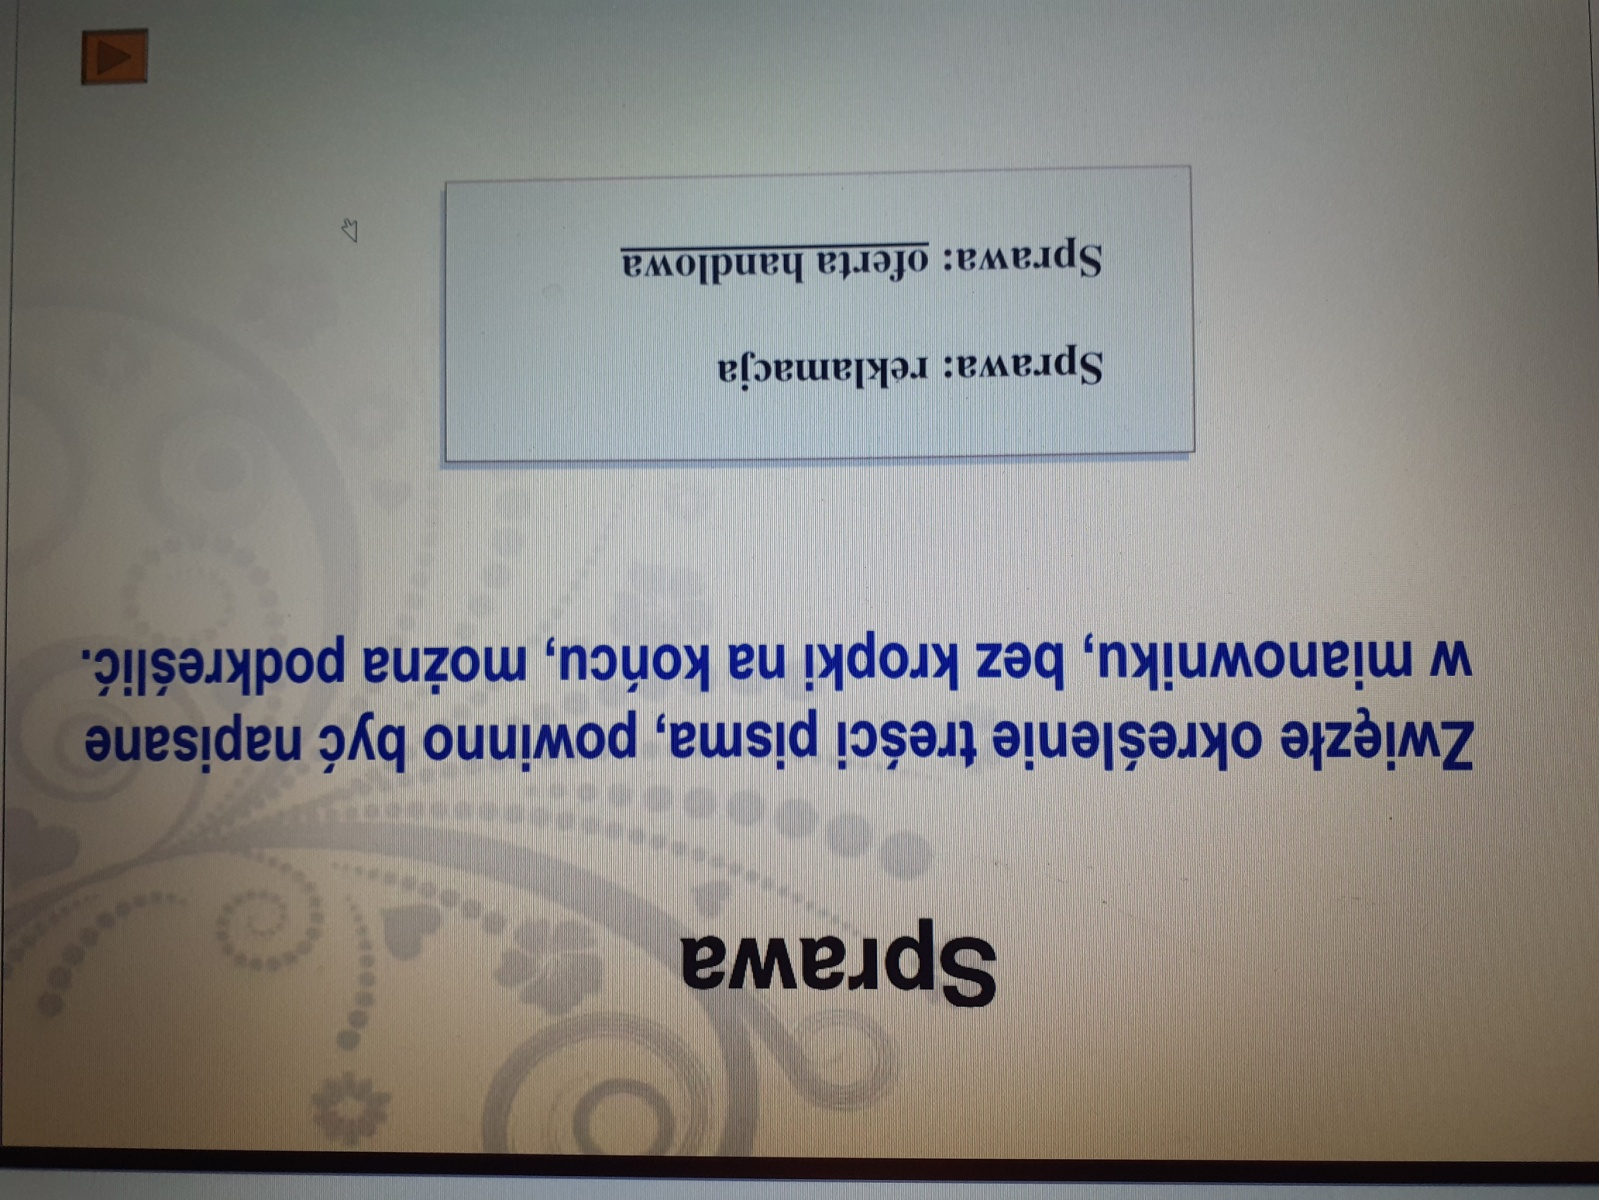 Sprawa
Zwięzłe określenie treści pisma, powinno być napisane
w mianowniku, bez kropki na końcu, można podkreślić.
Sprawa: reklamacja
Sprawa: oferta handlowa